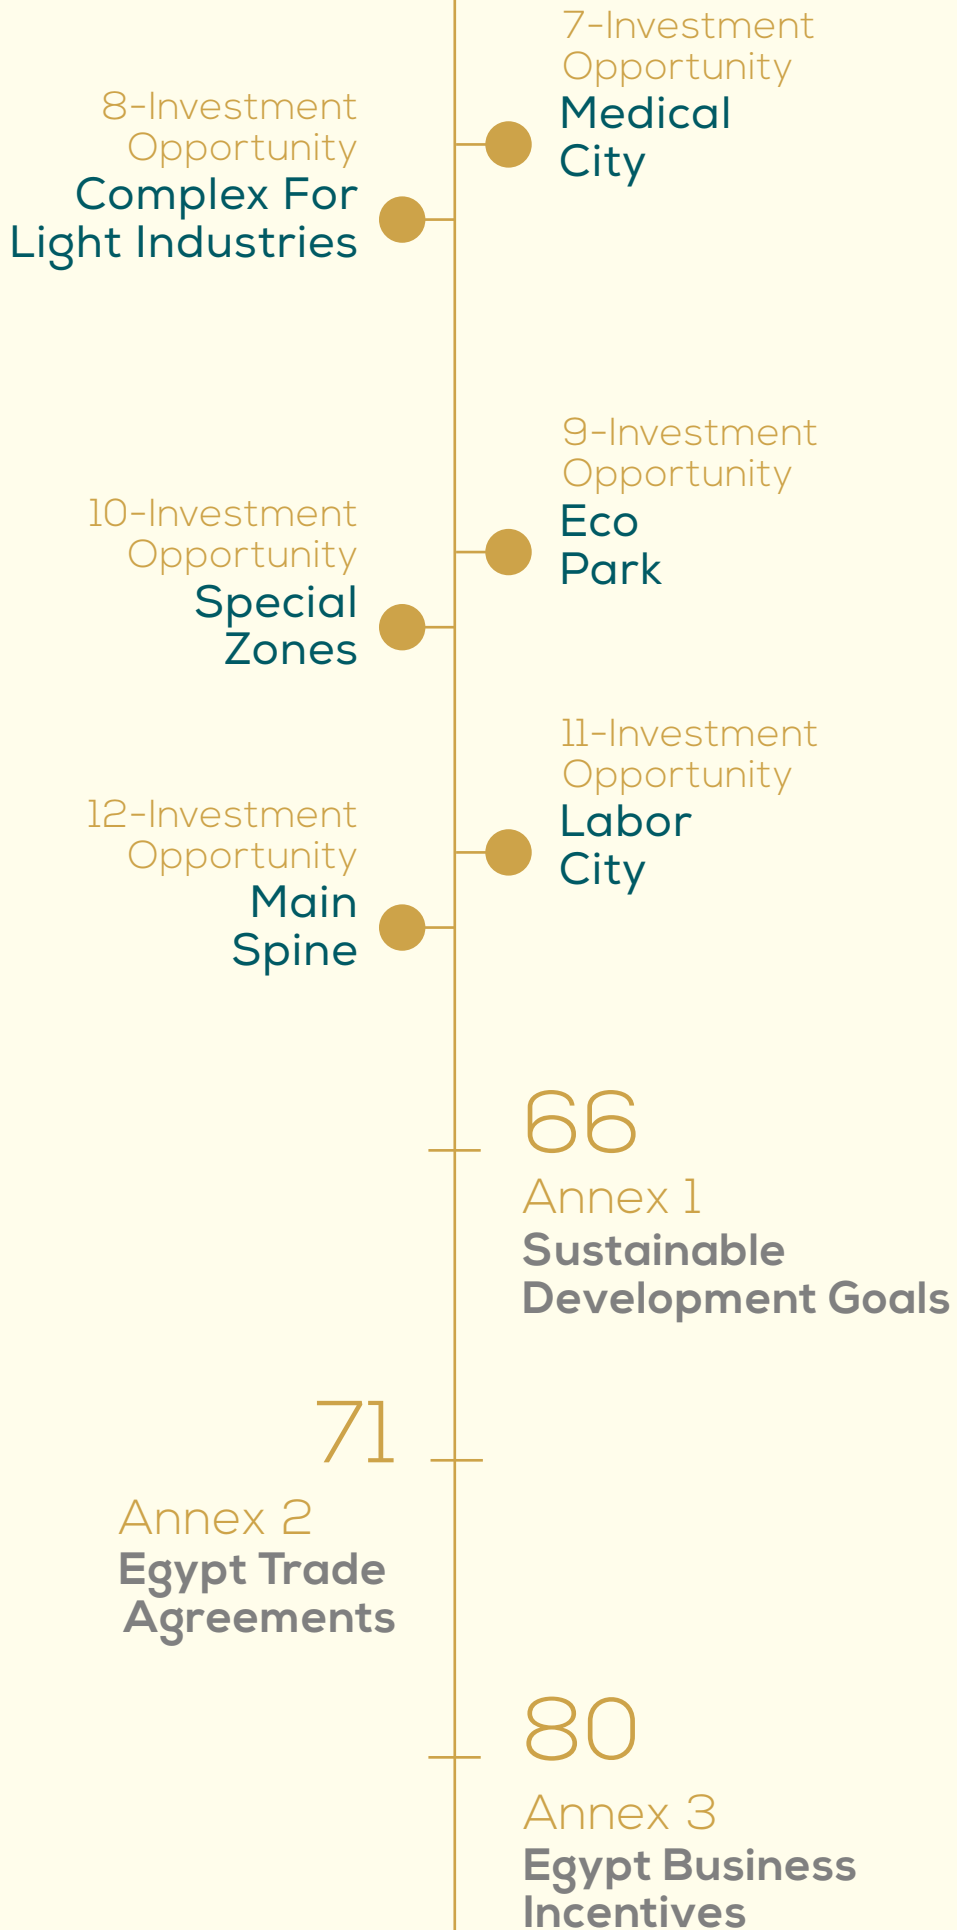 7-Investment
Opportunity
Medical
City
8-Investment
Opportunity
Complex For
Light Industries
9-Investment
Opportunity
Eco
Park
10-Investment
Opportunity
Special
Zones
11-Investment
Opportunity
Labor
City
12-Investment
Opportunity
Main
Spine
66
Annex 1
Sustainable
Development Goals
71
Annex 2
Egypt Trade
Agreements
80
Annex 3
Egypt Business
Incentives